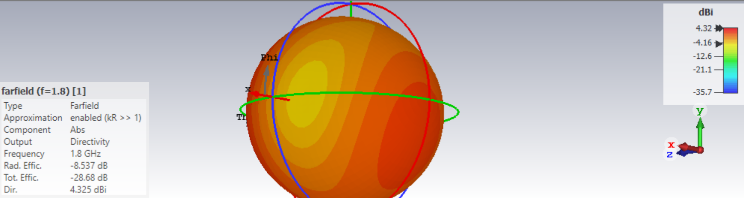 dBi
4.32
-4.16
-12.6
-21.1
-35.7
Phi
x
y
x
z
farfield (f=1.8) [1]
Type Farfield
Approximation enabled (kR >> 1)
Component Abs
Output Directivity
Frequency 1.8 GHz
Rad. Effic. -8.537 dB
Tot. Effic. -28.68 dB
Dir. 4.325 dBi